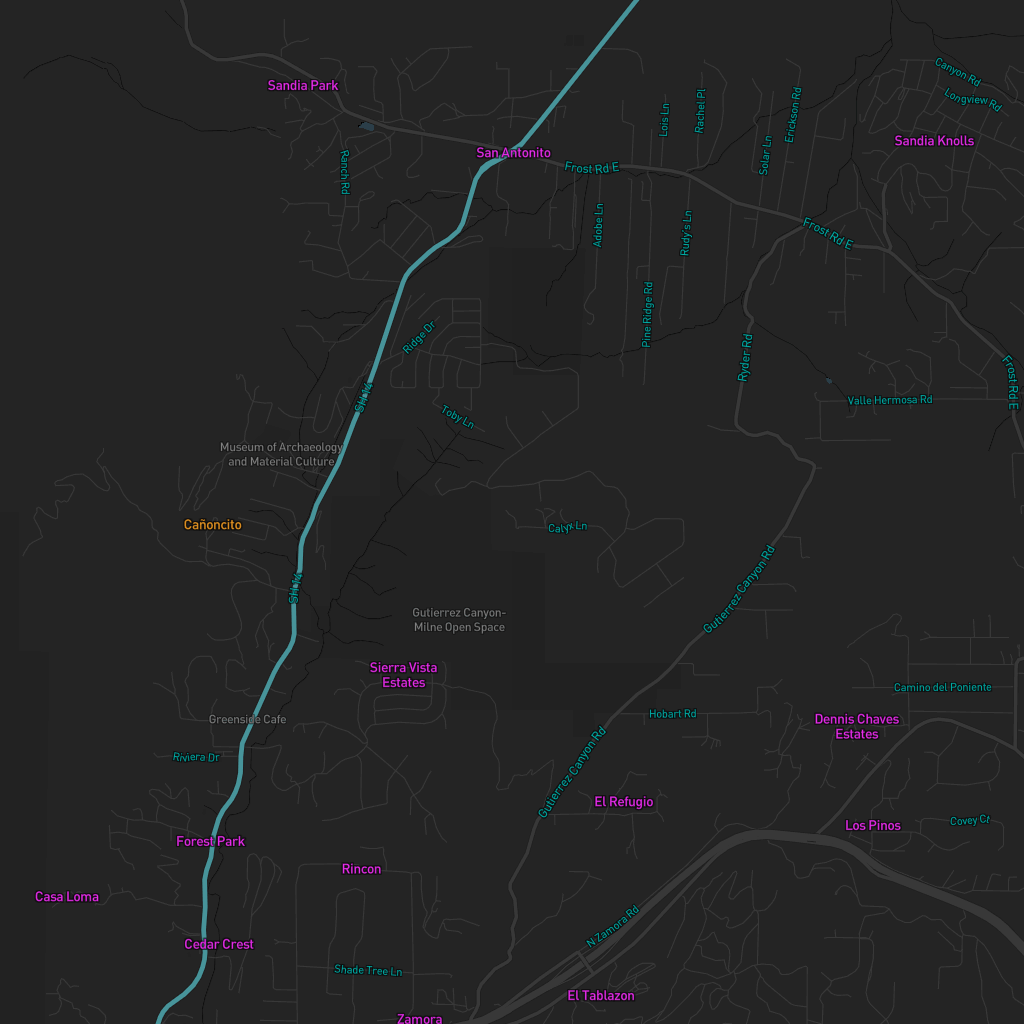 Canyon Rd
Sandia Park
Longview Rd
Lois Ln
Rachel Pl
Erickson Rd
Sandia Knolls
San Antonito
Solar Ln
Frost Rd E
Ranch Rd
Adobe Ln
Rudy's Ln
Frost Rd E
Pine Ridge Rd
Ridge Dr
Ryder Rd
Frost Rd E
SH-14
Valle Hermosa Rd
Toby Ln
Museum of Archaeology
and Material Culture
Cañoncito
Calyx Ln
SH-14
Gutierrez Canyon Rd
Gutierrez Canyon-
Milne Open Space
Sierra Vista
Estates
Camino del Poniente
Hobart Rd
Greenside Cafe
Dennis Chaves
Estates
Riviera Dr
Gutierrez Canyon Rd
El Refugio
Los Pinos
Covey Ct
Forest Park
Rincon
Casa Loma
N Zamora Rd
Cedar Crest
Shade Tree Ln
El Tablazon
Zamora